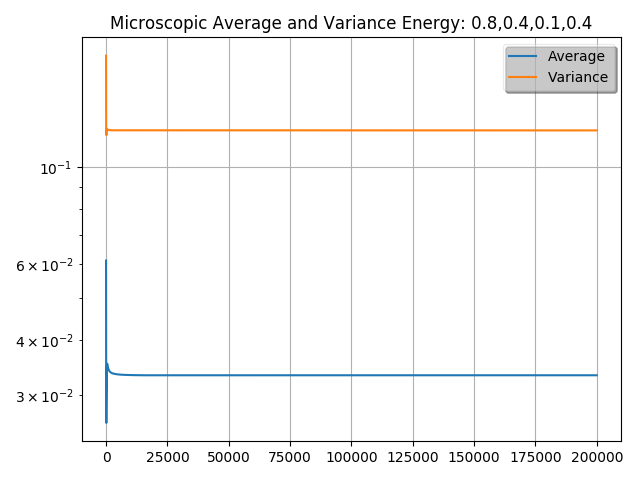 Microscopic Average and Variance Energy: 0.8,0.4,0.1,0.4
Average
Variance
10⁻¹
6 × 10⁻²
4 × 10⁻²
3 × 10⁻²
0 25000 50000 75000 100000 125000 150000 175000 200000